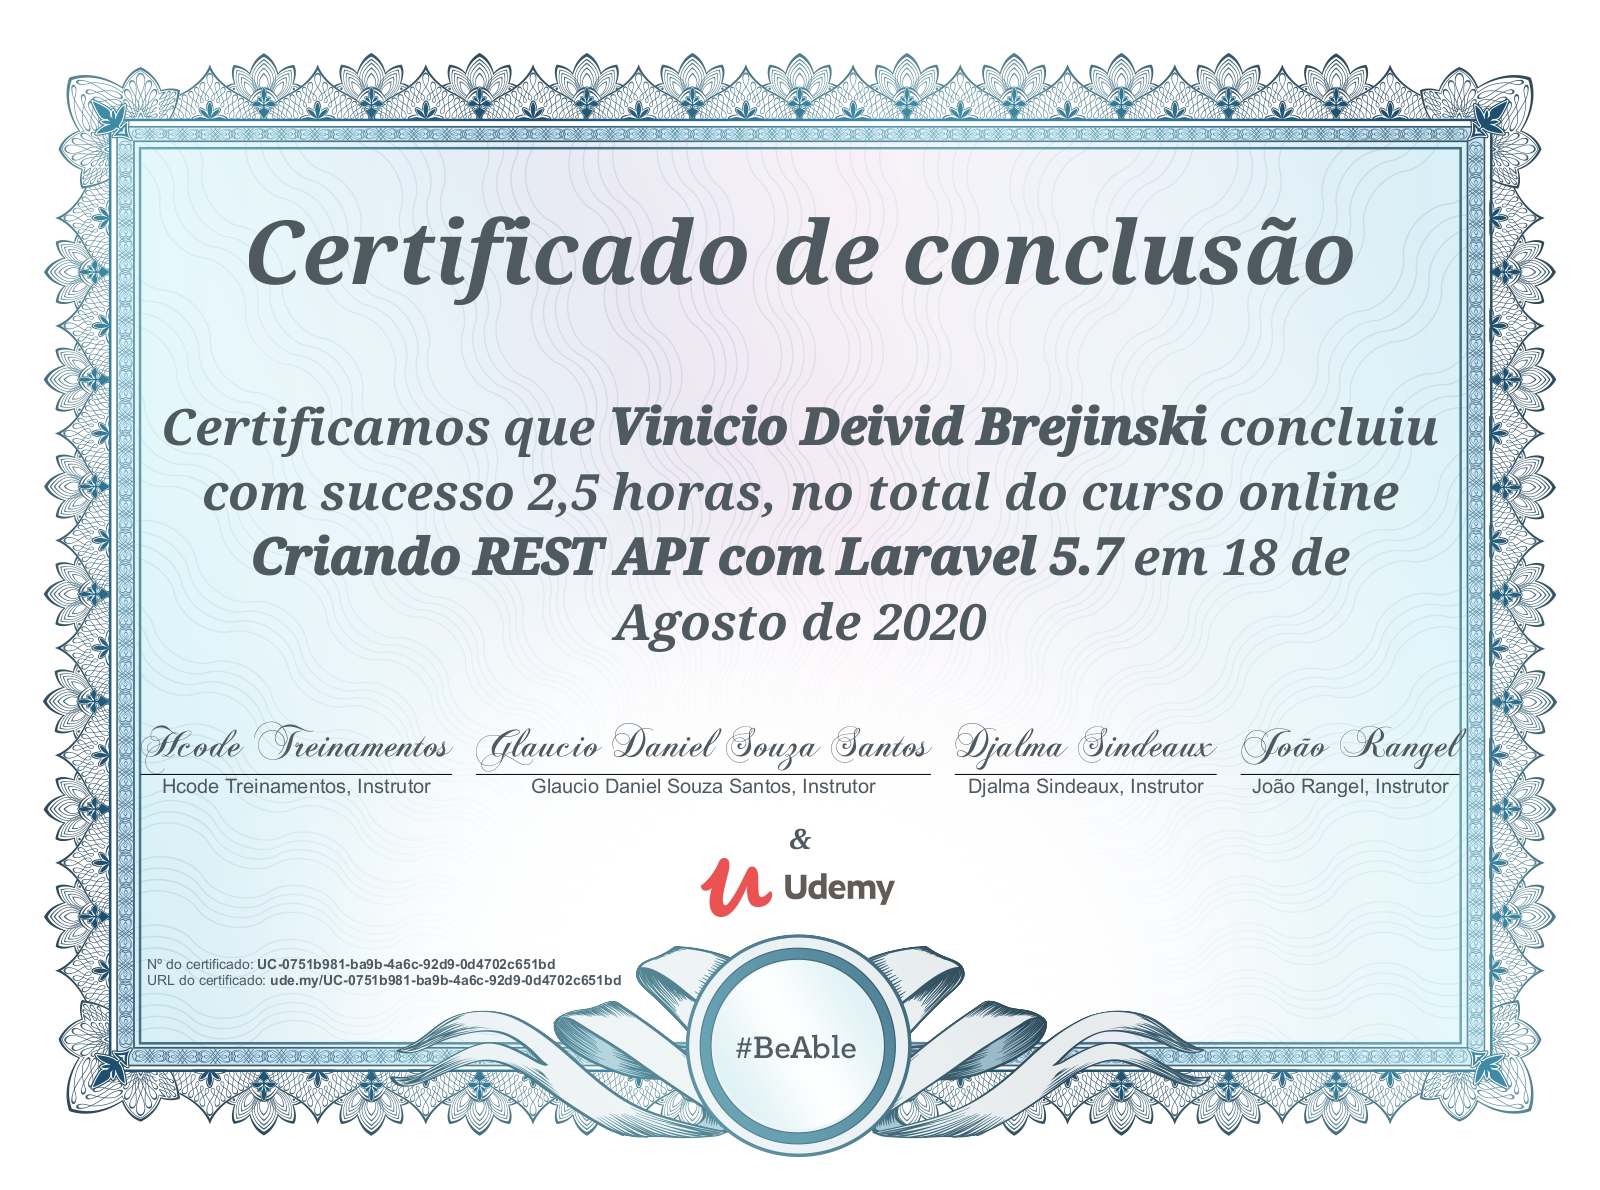 Certificado de conclusão
Certificamos que Vinicio Deivid Brejinski concluiu
com sucesso 2,5 horas, no total do curso online
Criando REST API com Laravel 5.7 em 18 de
Agosto de 2020
Hcode Treinamentos Glaucio Daniel Souza Santos Djalma Sindeaux João Rangel
Hcode Treinamentos, Instrutor Glaucio Daniel Souza Santos, Instrutor Djalma Sindeaux, Instrutor João Rangel, Instrutor
&
Udemy
Nº do certificado: UC-0751b981-ba9b-4a6c-92d9-0d4702c651bd
URL do certificado: ude.my/UC-0751b981-ba9b-4a6c-92d9-0d4702c651bd
#BeAble